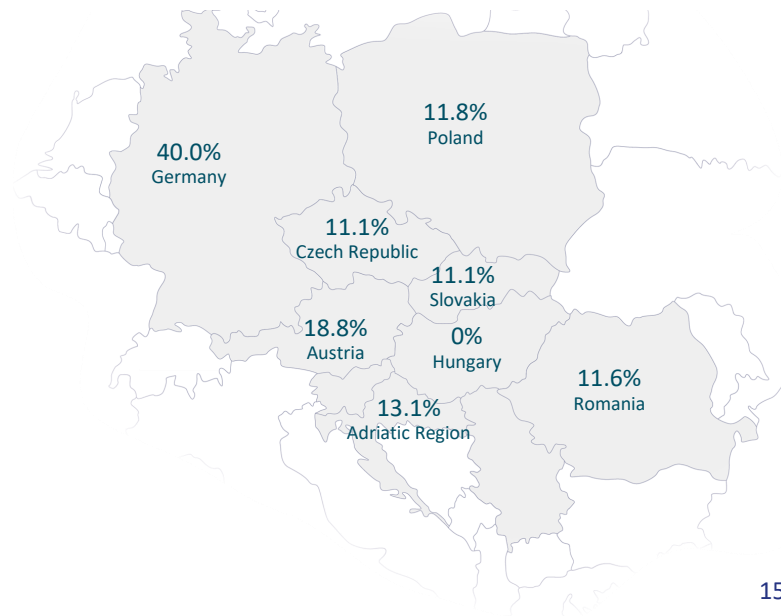 11.8%
Poland
40.0%
Germany
11.1%
Czech Republic
11.1%
Slovakia
18.8%
Austria
0%
Hungary
11.6%
Romania
13.1%
Adriatic Region
15